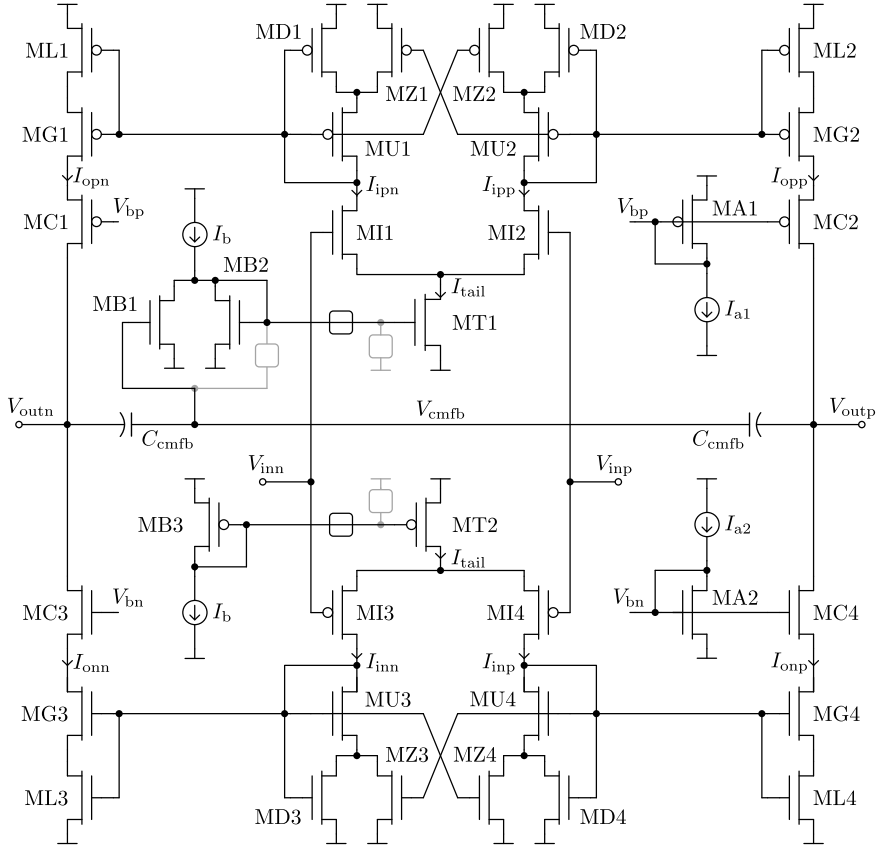 MD1 MD2
ML1 ML2
MZ1 MZ2
MG1 MU1 MU2 MG2
I_opn I_ipn I_ipp I_opp
MC1 V_bp V_bp MA1 MC2
I_b MI1 MI2
MB2
MB1 I_tail I_a1
MT1
V_outn V_cmfb V_outp
C_cmfb C_cmfb
V_inn V_inp
MB3 MT2 I_a2
I_tail
V_bn V_bn MA2
MC3 I_b MI3 MI4 MC4
I_onn I_inn I_inp I_onp
MU3 MU4
MG3 MG4
MZ3 MZ4
ML3 ML4
MD3 MD4